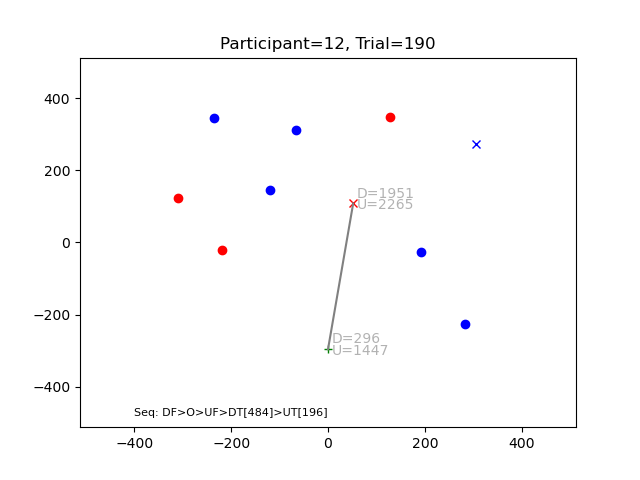 Participant=12, Trial=190
400
200
0
−200
−400
D=1951
U=2265
D=296
U=1447
Seq: DF>O>UF>DT[484]>UT[196]
−400
−200
0
200
400